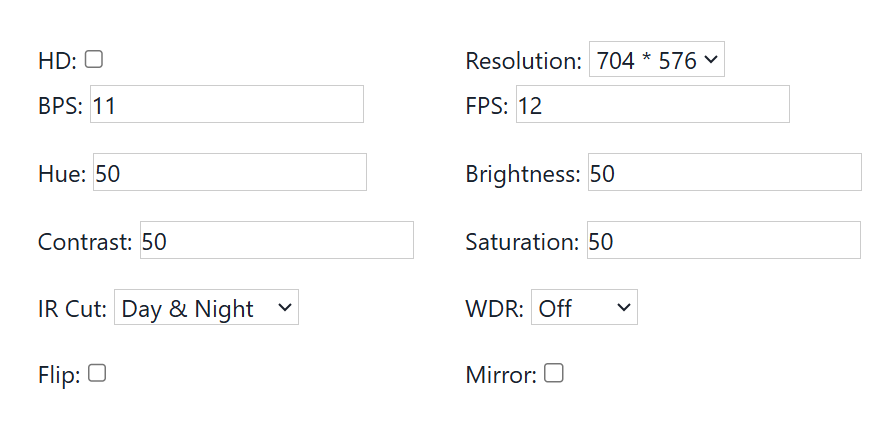 HD: Resolution: 704 * 576
BPS: 11 FPS: 12
Hue: 50 Brightness: 50
Contrast: 50 Saturation: 50
IR Cut: Day & Night WDR: Off
Flip: Mirror: